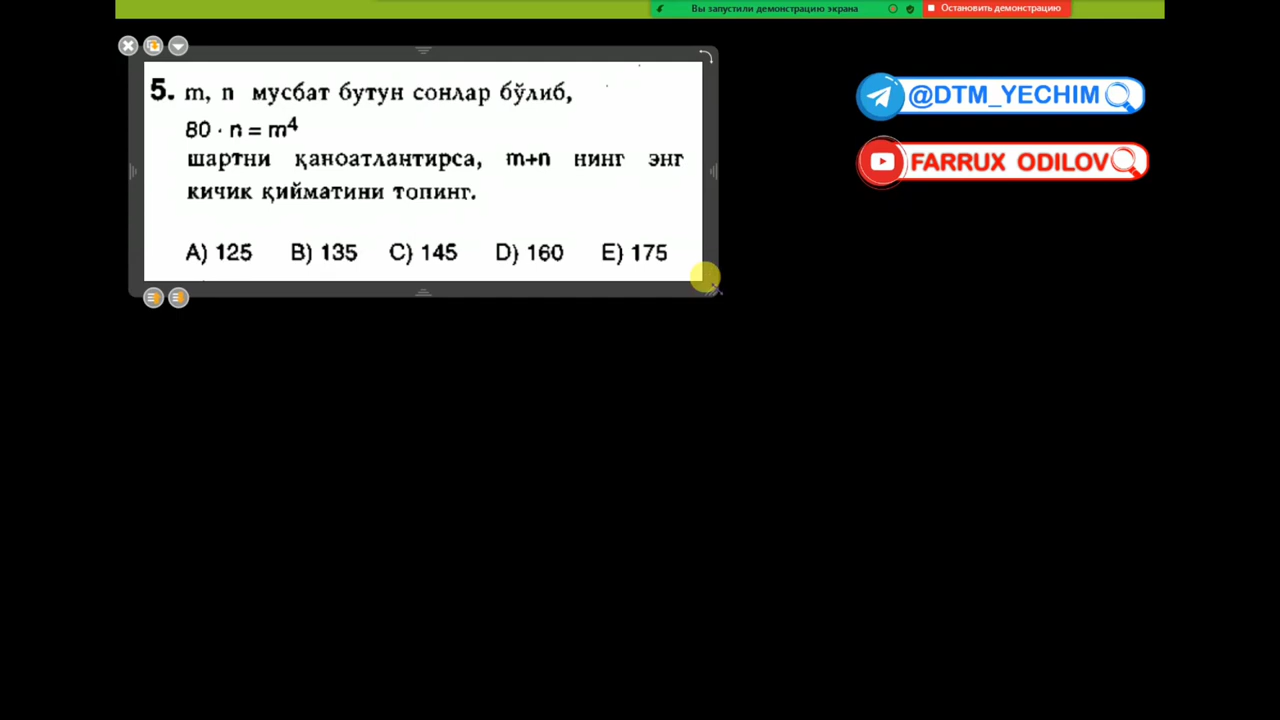 Вы запустили демонстрацию экрана
Остановить демонстрацию
5. m, n мусбат бутун сонлар бўлиб,
80 · n = m⁴
шартни қаноатлантирса, m+n нинг энг
кичик қийматини топинг.
A) 125 B) 135 C) 145 D) 160 E) 175
@DTM_YECHIM
FARRUX ODILOV